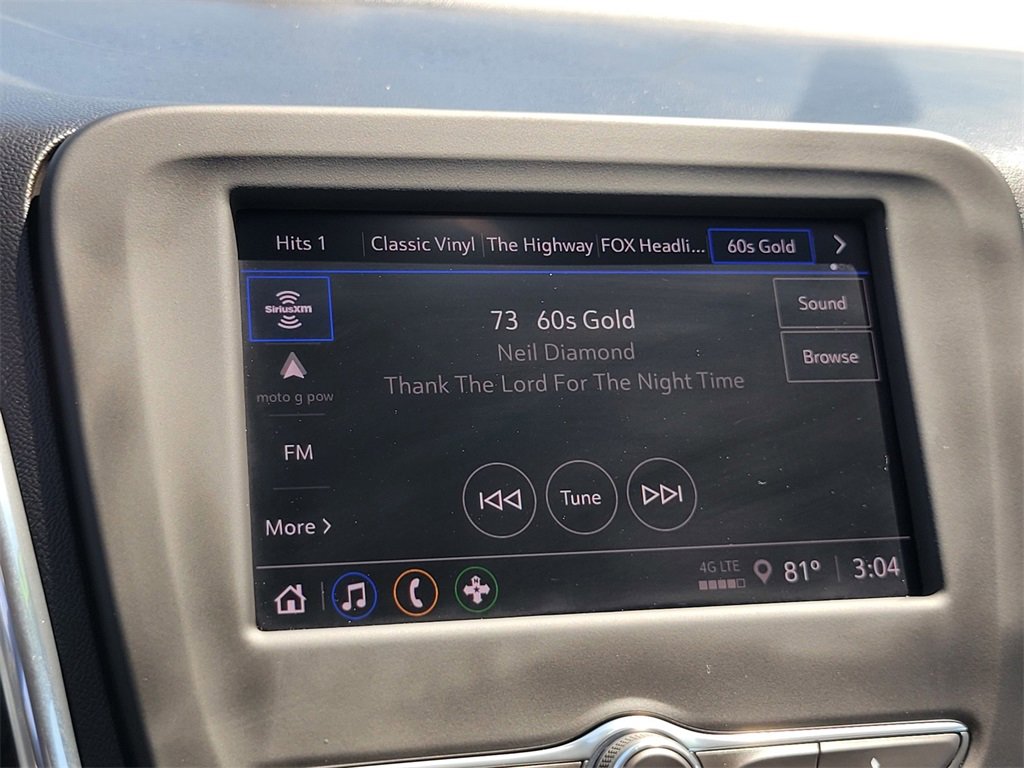 Hits 1 Classic Vinyl The Highway FOX Headli... 60s Gold
SiriusXM
moto g pow
FM
More
73 60s Gold
Neil Diamond
Thank The Lord For The Night Time
Sound
Browse
Tune
4G LTE
81° 3:04